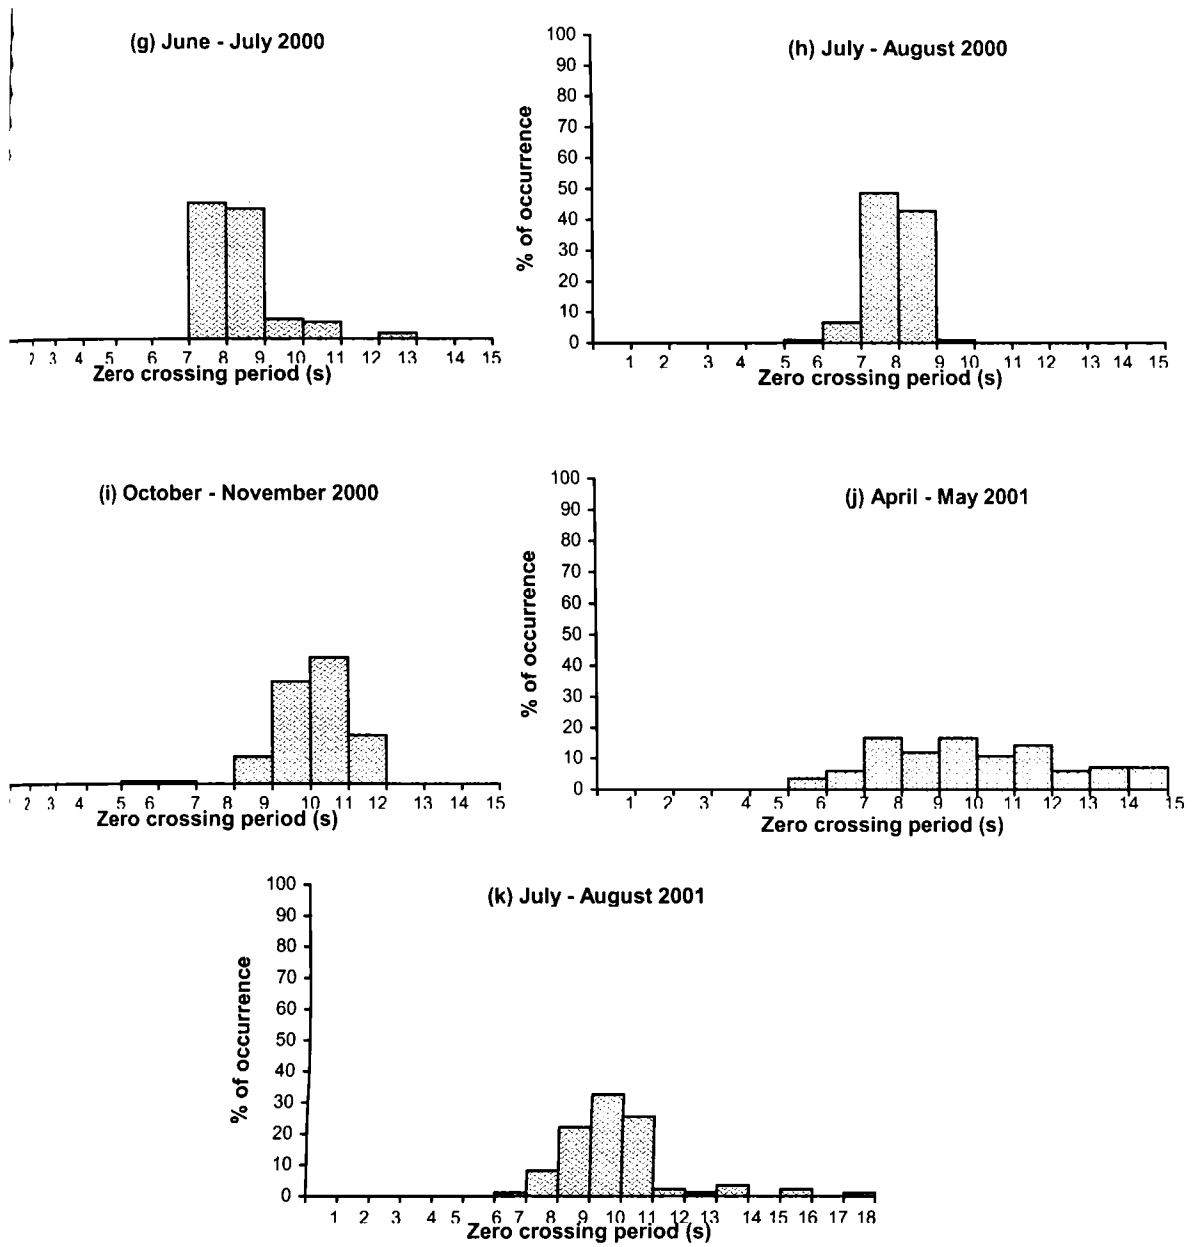 (g) June - July 2000
2 3 4 5 6 7 8 9 10 11 12 13 14 15
Zero crossing period (s)
(h) July - August 2000
100
90
80
70
60
50
40
30
20
10
0
% of occurrence
1 2 3 4 5 6 7 8 9 10 11 12 13 14 15
Zero crossing period (s)
(i) October - November 2000
2 3 4 5 6 7 8 9 10 11 12 13 14 15
Zero crossing period (s)
(j) April - May 2001
100
90
80
70
60
50
40
30
20
10
0
% of occurrence
1 2 3 4 5 6 7 8 9 10 11 12 13 14 15
Zero crossing period (s)
(k) July - August 2001
100
90
80
70
60
50
40
30
20
10
0
% of occurrence
1 2 3 4 5 6 7 8 9 10 11 12 13 14 15 16 17 18
Zero crossing period (s)